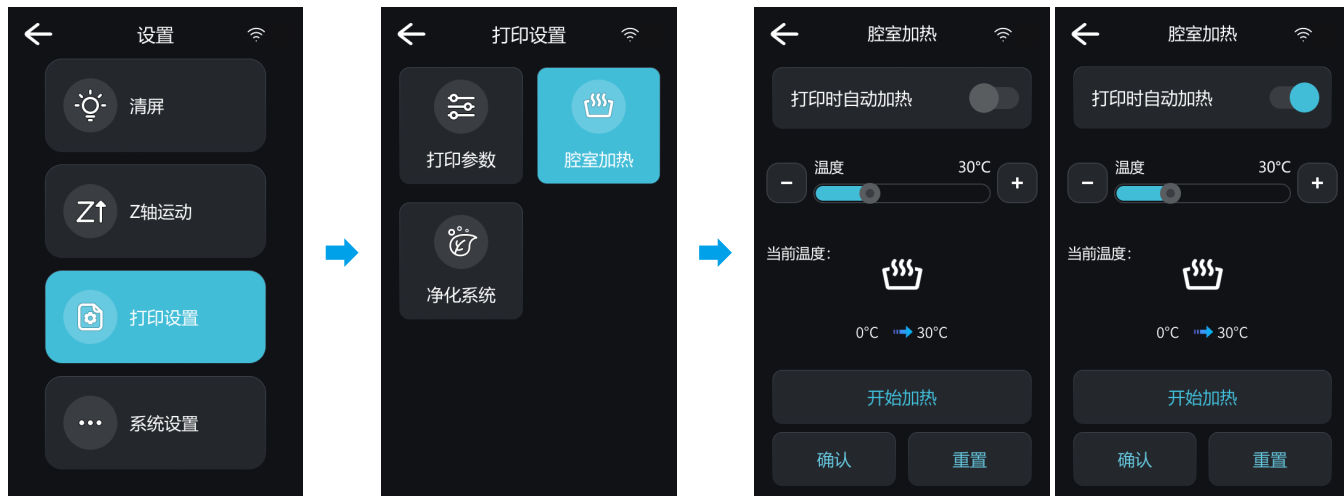 设置
清屏
Z轴运动
打印设置
系统设置
打印设置
打印参数
腔室加热
净化系统
腔室加热
打印时自动加热
温度 30°C
- +
当前温度：
0°C 30°C
开始加热
确认 重置
腔室加热
打印时自动加热
温度 30°C
- +
当前温度：
0°C 30°C
开始加热
确认 重置